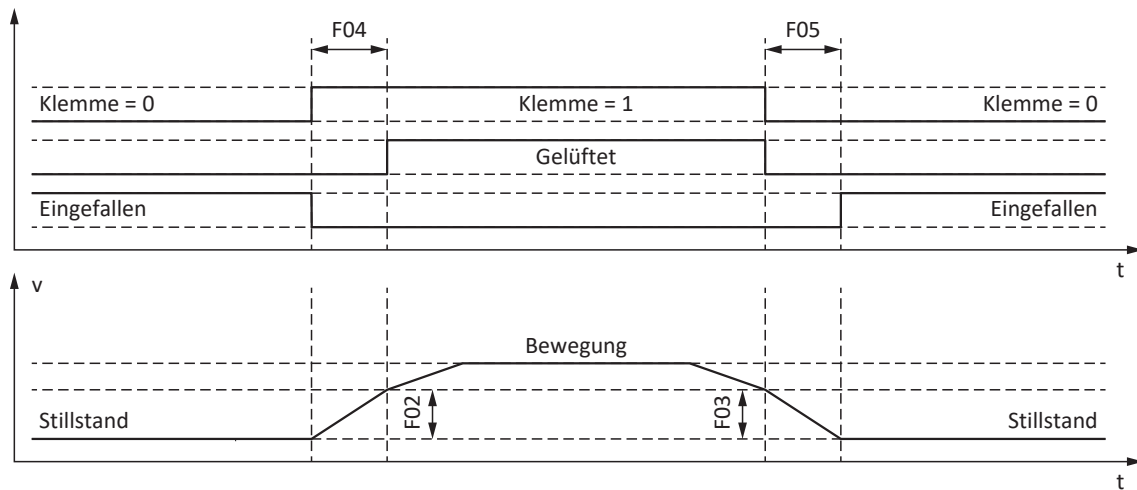 F04
F05
Klemme = 0
Klemme = 1
Klemme = 0
Gelüftet
Eingefallen
Eingefallen
t
v
Bewegung
F02
F03
Stillstand
Stillstand
t